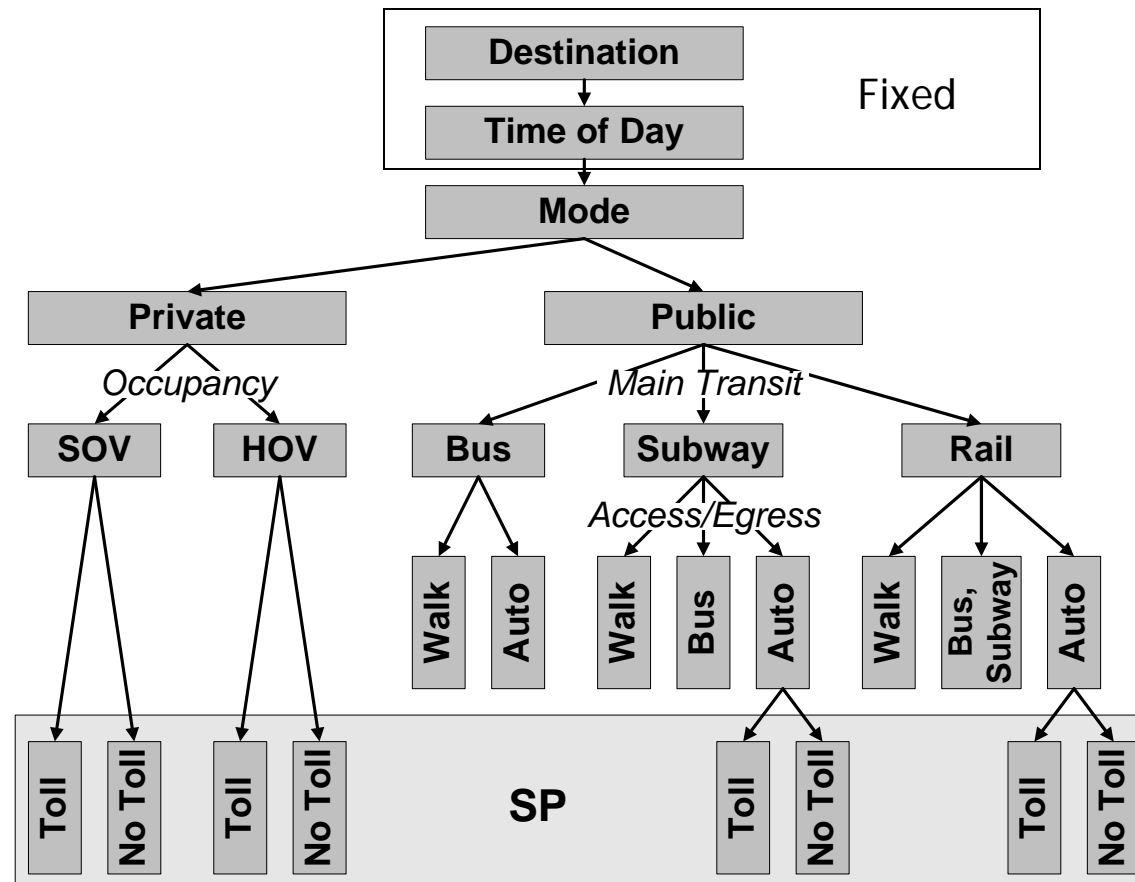 Destination
Fixed
Time of Day
Mode
Private
Public
Occupancy
Main Transit
SOV
HOV
Bus
Subway
Rail
Access/Egress
Walk
Auto
Walk
Bus
Auto
Walk
Bus,
Subway
Auto
Toll
No Toll
Toll
No Toll
SP
Toll
No Toll
Toll
No Toll